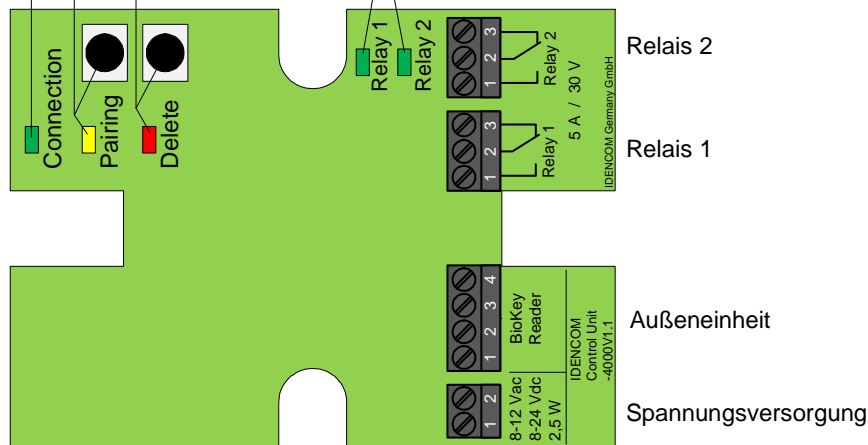 Connection
Pairing
Delete
Relay 1
Relay 2
3
2
1
Relay 2
Relais 2
5 A / 30 V
3
2
1
Relay 1
Relais 1
IDENCOM Germany GmbH
4
3
2
1
BioKey
Reader
Außeneinheit
IDENCOM
Control Unit
-4000V1.1
2
1
8-12 Vac
8-24 Vdc
2,5 W
Spannungsversorgung